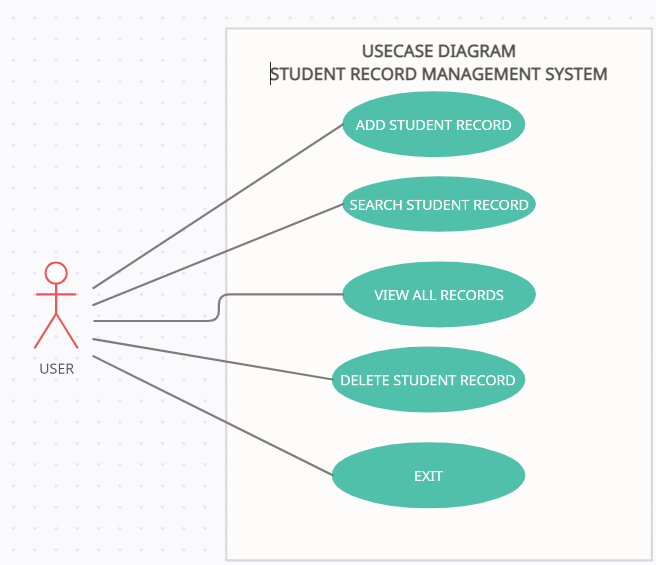 USECASE DIAGRAM
STUDENT RECORD MANAGEMENT SYSTEM
ADD STUDENT RECORD
SEARCH STUDENT RECORD
VIEW ALL RECORDS
USER
DELETE STUDENT RECORD
EXIT